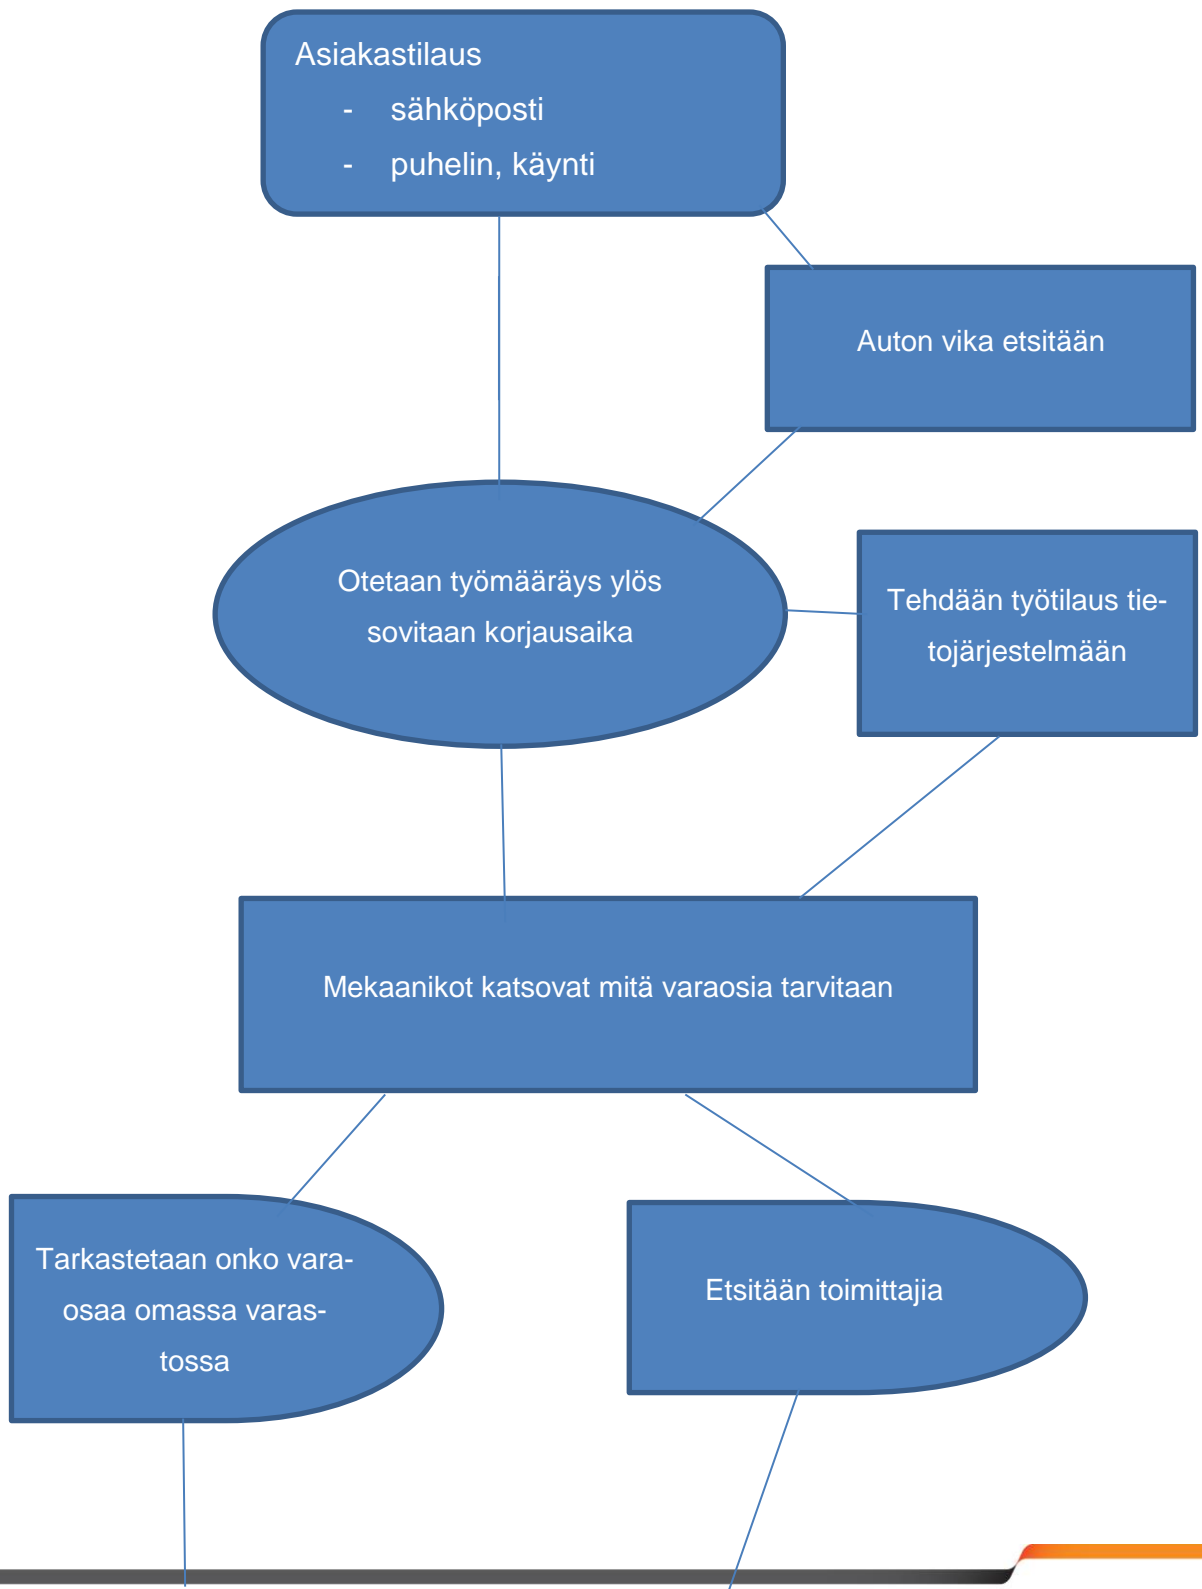 Asiakastilaus
- sähköposti
- puhelin, käynti
Auton vika etsitään
Otetaan työmääräys ylös
sovitaan korjausaika
Tehdään työtilaus tie-
tojärjestelmään
Mekaanikot katsovat mitä varaosia tarvitaan
Tarkastetaan onko vara-
osaa omassa varas-
tossa
Etsitään toimittajia